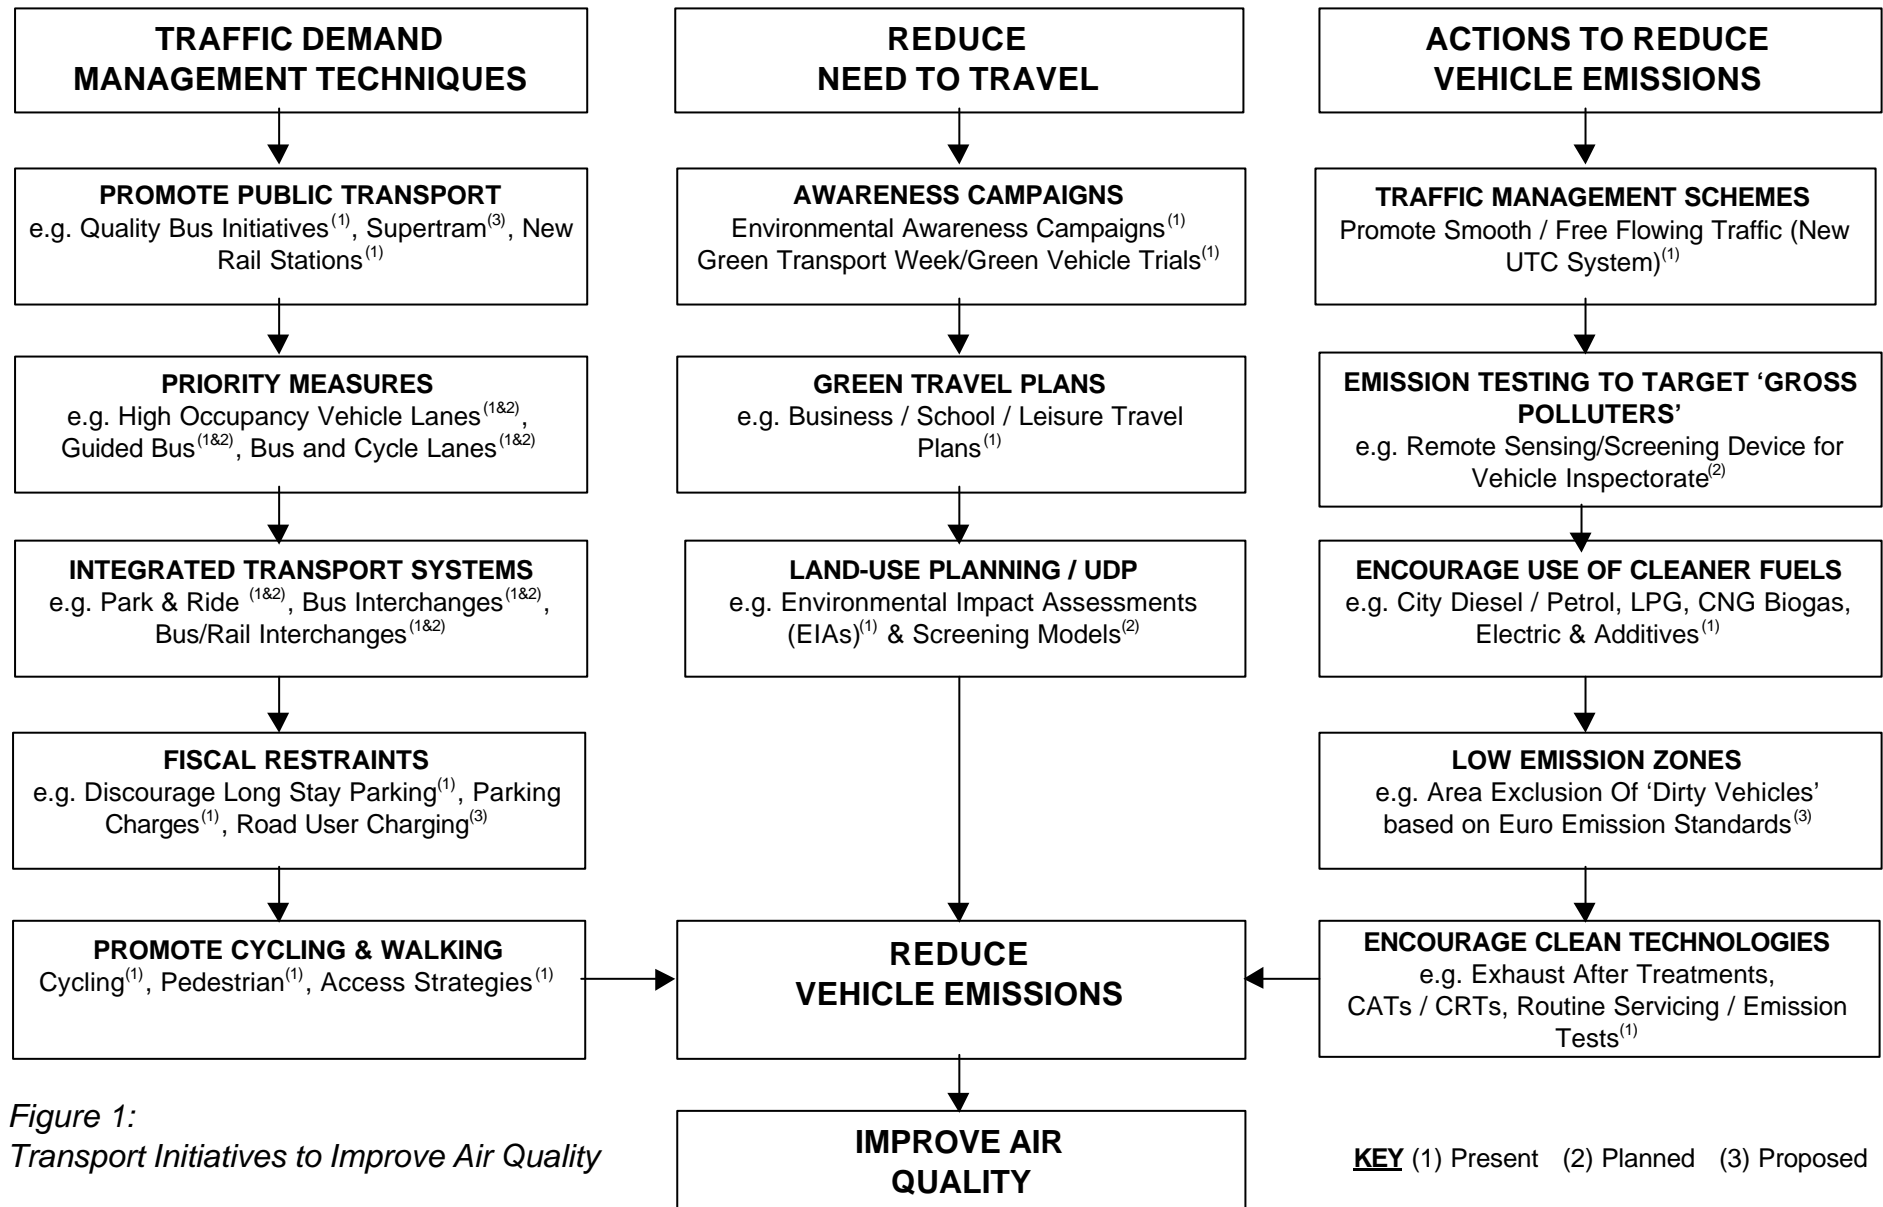 TRAFFIC DEMAND
MANAGEMENT TECHNIQUES
PROMOTE PUBLIC TRANSPORT
e.g. Quality Bus Initiatives(1), Supertram(3), New
Rail Stations(1)
PRIORITY MEASURES
e.g. High Occupancy Vehicle Lanes(1&2),
Guided Bus(1&2), Bus and Cycle Lanes(1&2)
INTEGRATED TRANSPORT SYSTEMS
e.g. Park & Ride (1&2), Bus Interchanges(1&2),
Bus/Rail Interchanges(1&2)
FISCAL RESTRAINTS
e.g. Discourage Long Stay Parking(1), Parking
Charges(1), Road User Charging(3)
PROMOTE CYCLING & WALKING
Cycling(1), Pedestrian(1), Access Strategies(1)
REDUCE
NEED TO TRAVEL
AWARENESS CAMPAIGNS
Environmental Awareness Campaigns(1)
Green Transport Week/Green Vehicle Trials(1)
GREEN TRAVEL PLANS
e.g. Business / School / Leisure Travel
Plans(1)
LAND-USE PLANNING / UDP
e.g. Environmental Impact Assessments
(EIAs)(1) & Screening Models(2)
ACTIONS TO REDUCE
VEHICLE EMISSIONS
TRAFFIC MANAGEMENT SCHEMES
Promote Smooth / Free Flowing Traffic (New
UTC System)(1)
EMISSION TESTING TO TARGET ‘GROSS
POLLUTERS’
e.g. Remote Sensing/Screening Device for
Vehicle Inspectorate(2)
ENCOURAGE USE OF CLEANER FUELS
e.g. City Diesel / Petrol, LPG, CNG Biogas,
Electric & Additives(1)
LOW EMISSION ZONES
e.g. Area Exclusion Of ‘Dirty Vehicles’
based on Euro Emission Standards(3)
ENCOURAGE CLEAN TECHNOLOGIES
e.g. Exhaust After Treatments,
CATs / CRTs, Routine Servicing / Emission
Tests(1)
REDUCE
VEHICLE EMISSIONS
IMPROVE AIR
QUALITY
Figure 1:
Transport Initiatives to Improve Air Quality
KEY (1) Present (2) Planned (3) Proposed